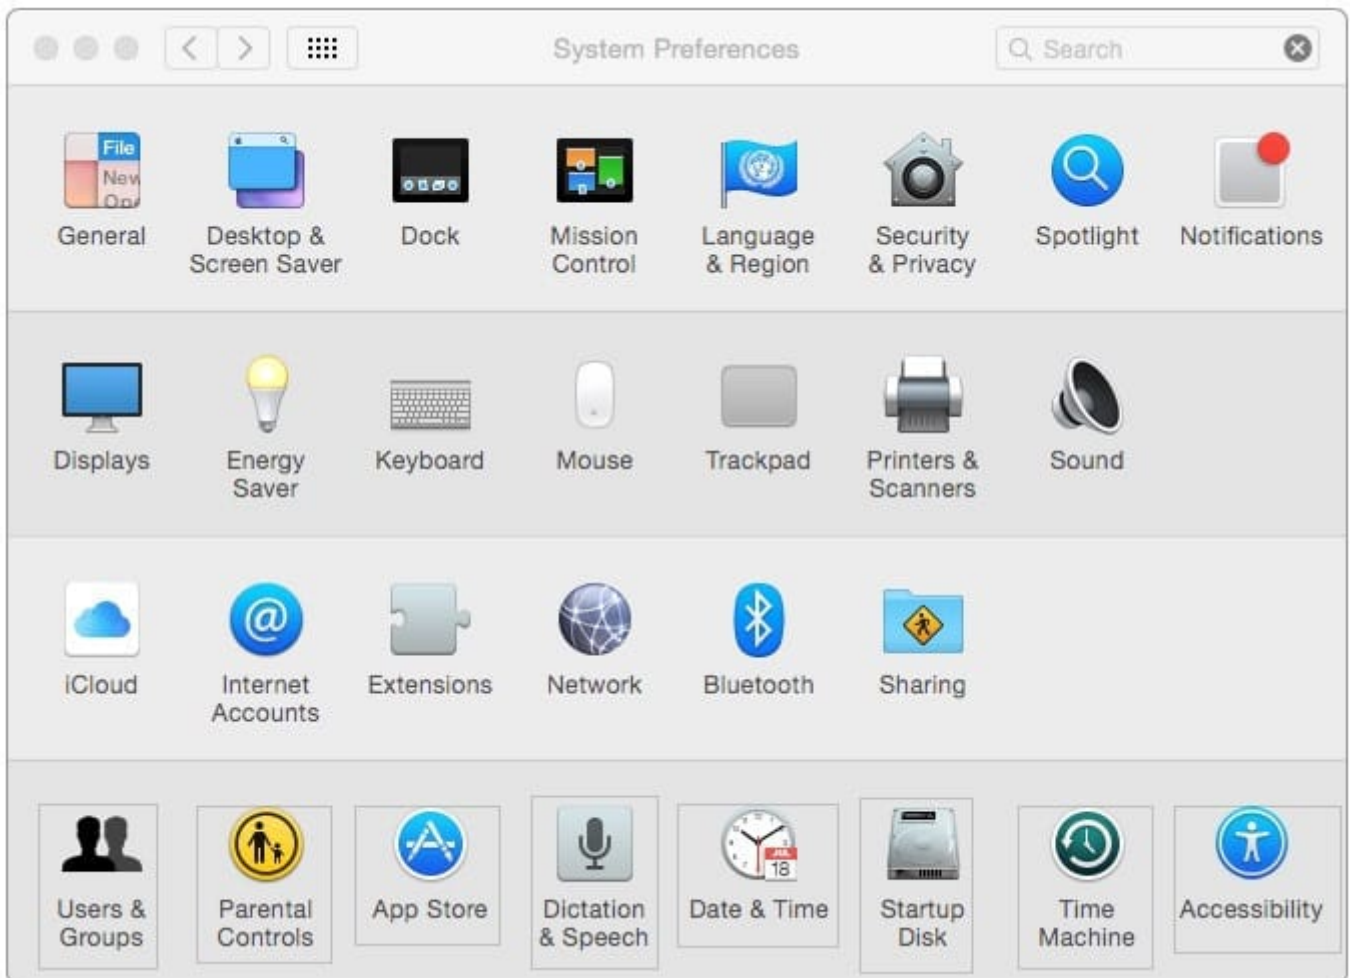 System Preferences
Search
File
New
General
Desktop &
Screen Saver
Dock
Mission
Control
Language
& Region
Security
& Privacy
Spotlight
Notifications
Displays
Energy
Saver
Keyboard
Mouse
Trackpad
Printers &
Scanners
Sound
@
iCloud
Internet
Accounts
Extensions
Network
Bluetooth
Sharing
JUL
18
Users &
Groups
Parental
Controls
App Store
Dictation
& Speech
Date & Time
Startup
Disk
Time
Machine
Accessibility